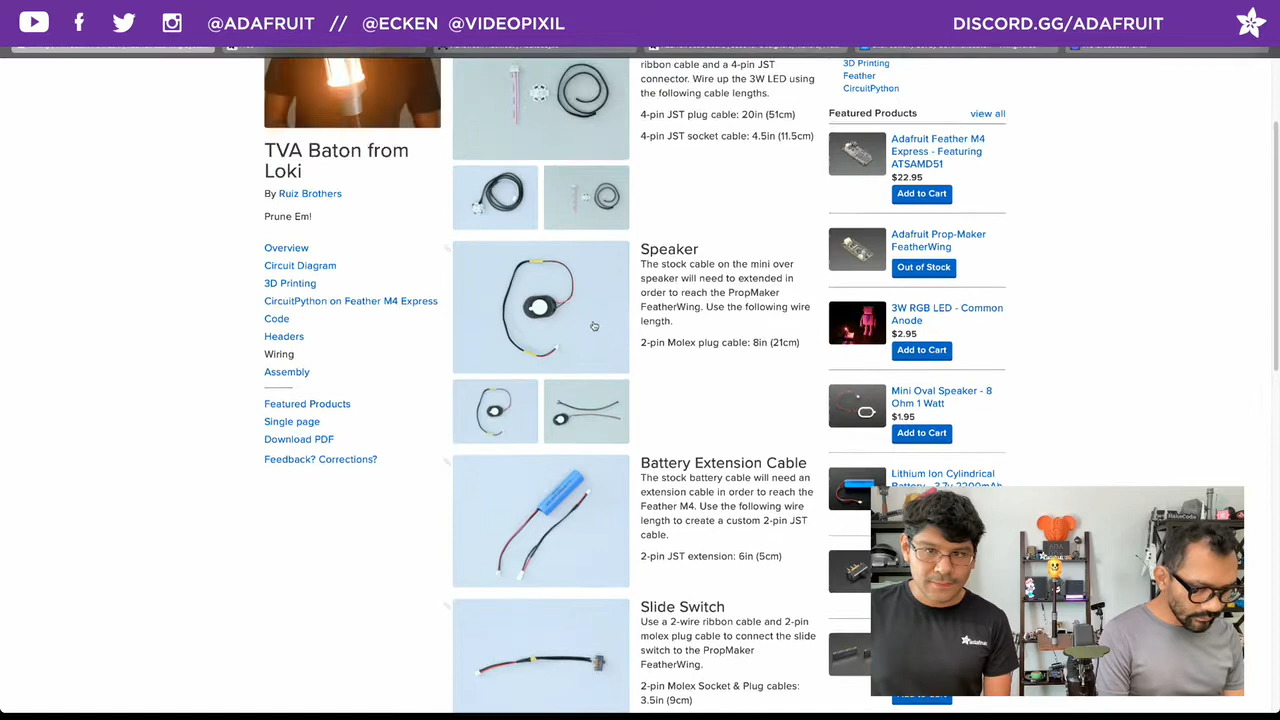 @ADAFRUIT // @ECKEN @VIDEOPIXIL
DISCORD.GG/ADAFRUIT
TVA Baton from
Loki
By Ruiz Brothers
Prune Em!
Overview
Circuit Diagram
3D Printing
CircuitPython on Feather M4 Express
Code
Headers
Wiring
Assembly
Featured Products
Single page
Download PDF
Feedback? Corrections?
ribbon cable and a 4-pin JST
connector. Wire up the 3W LED using
the following cable lengths.
4-pin JST plug cable: 20in (51cm)
4-pin JST socket cable: 4.5in (11.5cm)
Speaker
The stock cable on the mini over
speaker will need to extended in
order to reach the PropMaker
FeatherWing. Use the following wire
length.
2-pin Molex plug cable: 8in (21cm)
Battery Extension Cable
The stock battery cable will need an
extension cable in order to reach the
Feather M4. Use the following wire
length to create a custom 2-pin JST
cable.
2-pin JST extension: 6in (5cm)
Slide Switch
Use a 2-wire ribbon cable and 2-pin
molex plug cable to connect the slide
switch to the PropMaker
FeatherWing.
2-pin Molex Socket & Plug cables:
3.5in (9cm)
3D Printing
Feather
CircuitPython
Featured Products view all
Adafruit Feather M4
Express - Featuring
ATSAMD51
$22.95
Add to Cart
Adafruit Prop-Maker
FeatherWing
Out of Stock
3W RGB LED - Common
Anode
$2.95
Add to Cart
Mini Oval Speaker - 8
Ohm 1 Watt
$1.95
Add to Cart
Lithium Ion Cylindrical
Battery - 3.7v 2200mAh
adafruit
MakeCode
ADA